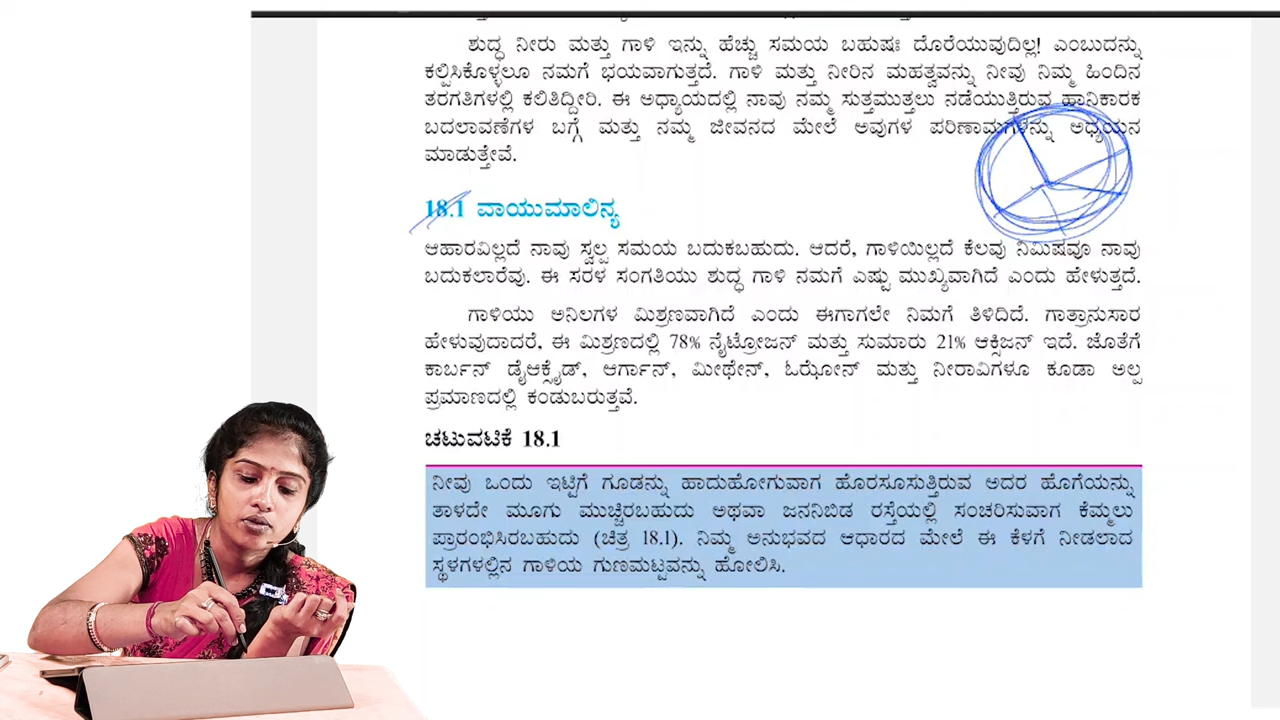 ಶುದ್ಧ ನೀರು ಮತ್ತು ಗಾಳಿ ಇನ್ನು ಹೆಚ್ಚು ಸಮಯ ಬಹುಷಃ ದೊರೆಯುವುದಿಲ್ಲ! ಎಂಬುದನ್ನು
ಕಲ್ಪಿಸಿಕೊಳ್ಳಲೂ ನಮಗೆ ಭಯವಾಗುತ್ತದೆ. ಗಾಳಿ ಮತ್ತು ನೀರಿನ ಮಹತ್ವವನ್ನು ನೀವು ನಿಮ್ಮ ಹಿಂದಿನ
ತರಗತಿಗಳಲ್ಲಿ ಕಲಿತಿದ್ದೀರಿ. ಈ ಅಧ್ಯಾಯದಲ್ಲಿ ನಾವು ನಮ್ಮ ಸುತ್ತಮುತ್ತಲು ನಡೆಯುತ್ತಿರುವ ಹಾನಿಕಾರಕ
ಬದಲಾವಣೆಗಳ ಬಗ್ಗೆ ಮತ್ತು ನಮ್ಮ ಜೀವನದ ಮೇಲೆ ಅವುಗಳ ಪರಿಣಾಮಗಳನ್ನು ಅಧ್ಯಯನ
ಮಾಡುತ್ತೇವೆ.
18.1 ವಾಯುಮಾಲಿನ್ಯ
ಆಹಾರವಿಲ್ಲದೆ ನಾವು ಸ್ವಲ್ಪ ಸಮಯ ಬದುಕಬಹುದು. ಆದರೆ, ಗಾಳಿಯಿಲ್ಲದೆ ಕೆಲವು ನಿಮಿಷವೂ ನಾವು
ಬದುಕಲಾರೆವು. ಈ ಸರಳ ಸಂಗತಿಯು ಶುದ್ಧ ಗಾಳಿ ನಮಗೆ ಎಷ್ಟು ಮುಖ್ಯವಾಗಿದೆ ಎಂದು ಹೇಳುತ್ತದೆ.
ಗಾಳಿಯು ಅನಿಲಗಳ ಮಿಶ್ರಣವಾಗಿದೆ ಎಂದು ಈಗಾಗಲೇ ನಿಮಗೆ ತಿಳಿದಿದೆ. ಗಾತ್ರಾನುಸಾರ
ಹೇಳುವುದಾದರೆ, ಈ ಮಿಶ್ರಣದಲ್ಲಿ 78% ನೈಟ್ರೋಜನ್ ಮತ್ತು ಸುಮಾರು 21% ಆಕ್ಸಿಜನ್ ಇದೆ. ಜೊತೆಗೆ
ಕಾರ್ಬನ್ ಡೈಆಕ್ಸೈಡ್, ಆರ್ಗಾನ್, ಮೀಥೇನ್, ಓಝೋನ್ ಮತ್ತು ನೀರಾವಿಗಳೂ ಕೂಡಾ ಅಲ್ಪ
ಪ್ರಮಾಣದಲ್ಲಿ ಕಂಡುಬರುತ್ತವೆ.
ಚಟುವಟಿಕೆ 18.1
ನೀವು ಒಂದು ಇಟ್ಟಿಗೆ ಗೂಡನ್ನು ಹಾದುಹೋಗುವಾಗ ಹೊರಸೂಸುತ್ತಿರುವ ಅದರ ಹೊಗೆಯನ್ನು
ತಾಳದೇ ಮೂಗು ಮುಚ್ಚಿರಬಹುದು ಅಥವಾ ಜನನಿಬಿಡ ರಸ್ತೆಯಲ್ಲಿ ಸಂಚರಿಸುವಾಗ ಕೆಮ್ಮಲು
ಪ್ರಾರಂಭಿಸಿರಬಹುದು (ಚಿತ್ರ 18.1). ನಿಮ್ಮ ಅನುಭವದ ಆಧಾರದ ಮೇಲೆ ಈ ಕೆಳಗೆ ನೀಡಲಾದ
ಸ್ಥಳಗಳಲ್ಲಿನ ಗಾಳಿಯ ಗುಣಮಟ್ಟವನ್ನು ಹೋಲಿಸಿ.